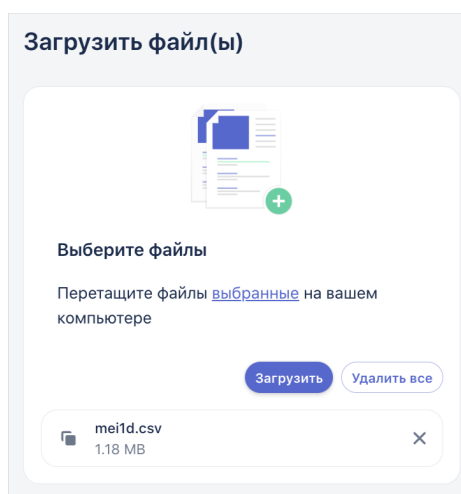 Загрузить файл(ы)
Выберите файлы
Перетащите файлы выбранные на вашем
компьютере
Загрузить
Удалить все
mei1d.csv
1.18 MB